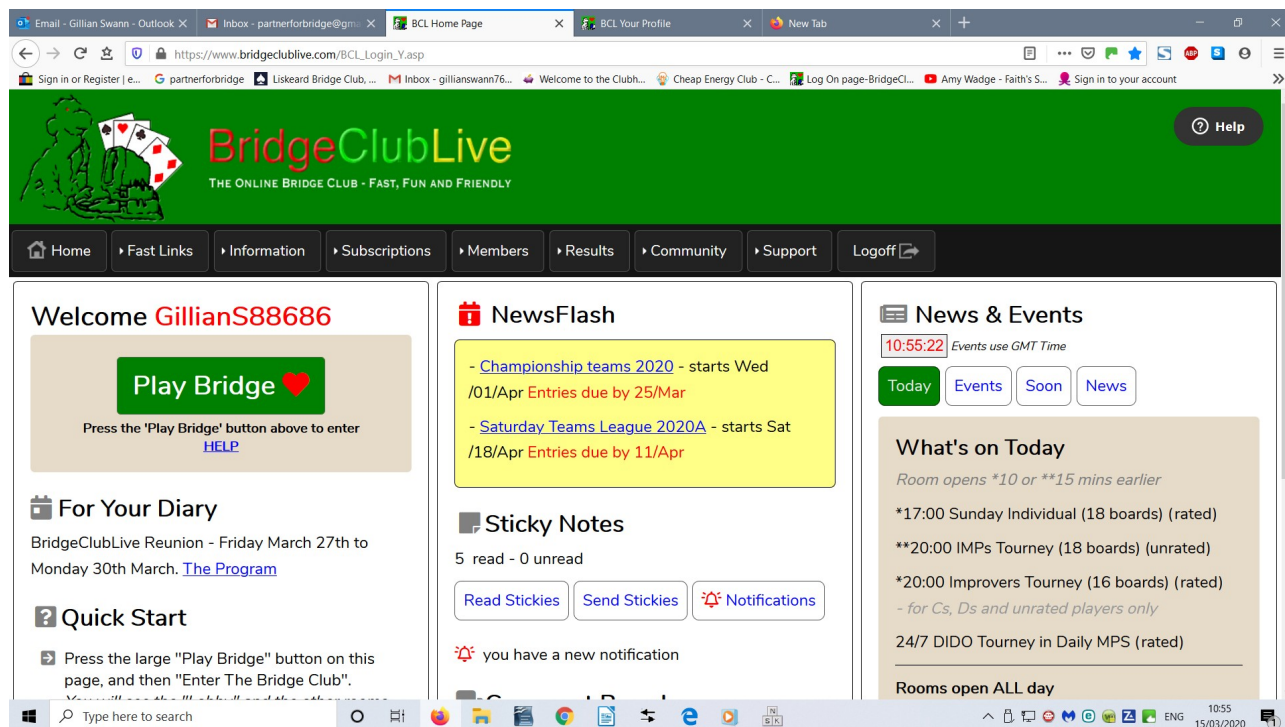 Email - Gillian Swann - Outlook
Inbox - partnerforbridge@gma
BCL Home Page
BCL Your Profile
New Tab
https://www.bridgeclublive.com/BCL_Login_Y.asp
Sign in or Register | e...
partnerforbridge
Liskeard Bridge Club, ...
Inbox - gillianswann76...
Welcome to the Clubh...
Cheap Energy Club - C...
Log On page-BridgeCl...
Amy Wadge - Faith's S...
Sign in to your account
BridgeClubLive
THE ONLINE BRIDGE CLUB - FAST, FUN AND FRIENDLY
Help
Home
Fast Links
Information
Subscriptions
Members
Results
Community
Support
Logoff
Welcome GillianS88686
Play Bridge
Press the 'Play Bridge' button above to enter
HELP
For Your Diary
BridgeClubLive Reunion - Friday March 27th to
Monday 30th March. The Program
Quick Start
Press the large "Play Bridge" button on this
page, and then "Enter The Bridge Club".
NewsFlash
- Championship teams 2020 - starts Wed
/01/Apr Entries due by 25/Mar
- Saturday Teams League 2020A - starts Sat
/18/Apr Entries due by 11/Apr
Sticky Notes
5 read - 0 unread
Read Stickies
Send Stickies
Notifications
you have a new notification
News & Events
10:55:22 Events use GMT Time
Today
Events
Soon
News
What's on Today
Room opens *10 or **15 mins earlier
*17:00 Sunday Individual (18 boards) (rated)
**20:00 IMPs Tourney (18 boards) (unrated)
*20:00 Improvers Tourney (16 boards) (rated)
- for Cs, Ds and unrated players only
24/7 DIDO Tourney in Daily MPS (rated)
Rooms open ALL day
Type here to search
ENG
10:55
15/03/2020